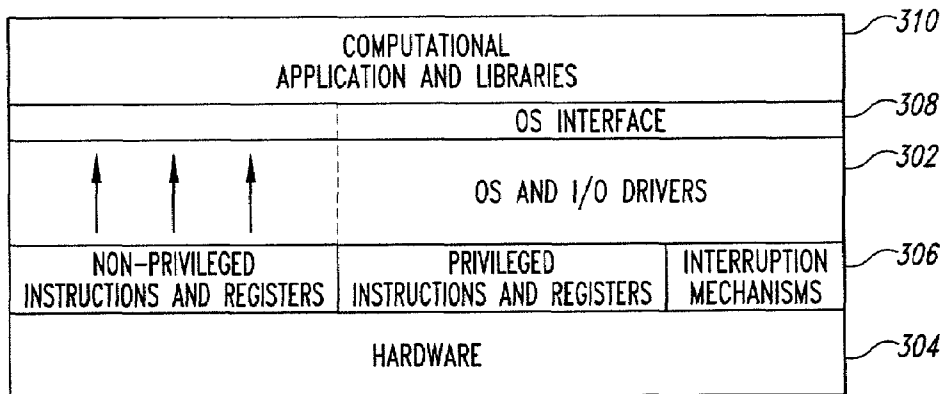 COMPUTATIONAL
APPLICATION AND LIBRARIES
310
OS INTERFACE
308
OS AND I/O DRIVERS
302
NON-PRIVILEGED
INSTRUCTIONS AND REGISTERS
PRIVILEGED
INSTRUCTIONS AND REGISTERS
INTERRUPTION
MECHANISMS
306
HARDWARE
304